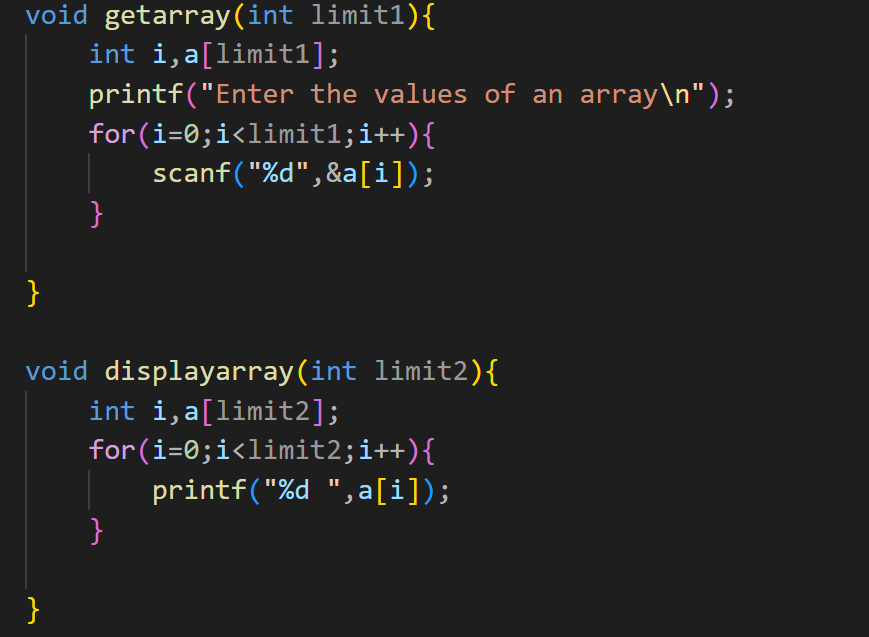 void getarray(int limit1){
    int i,a[limit1];
    printf("Enter the values of an array\n");
    for(i=0;i<limit1;i++){
        scanf("%d",&a[i]);
    }
}
void displayarray(int limit2){
    int i,a[limit2];
    for(i=0;i<limit2;i++){
        printf("%d ",a[i]);
    }
}